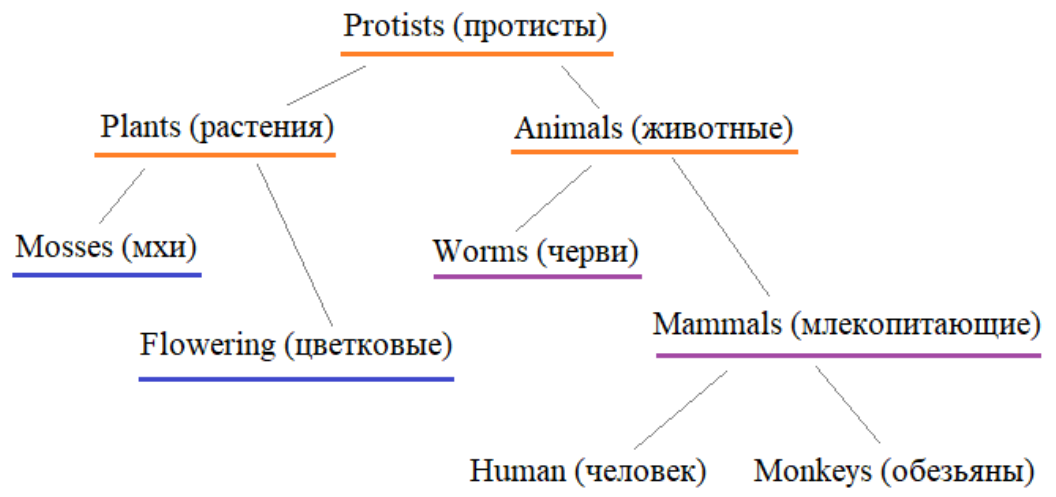 Protists (протисты)
Plants (растения)
Animals (животные)
Mosses (мхи)
Worms (черви)
Flowering (цветковые)
Mammals (млекопитающие)
Human (человек)
Monkeys (обезьяны)